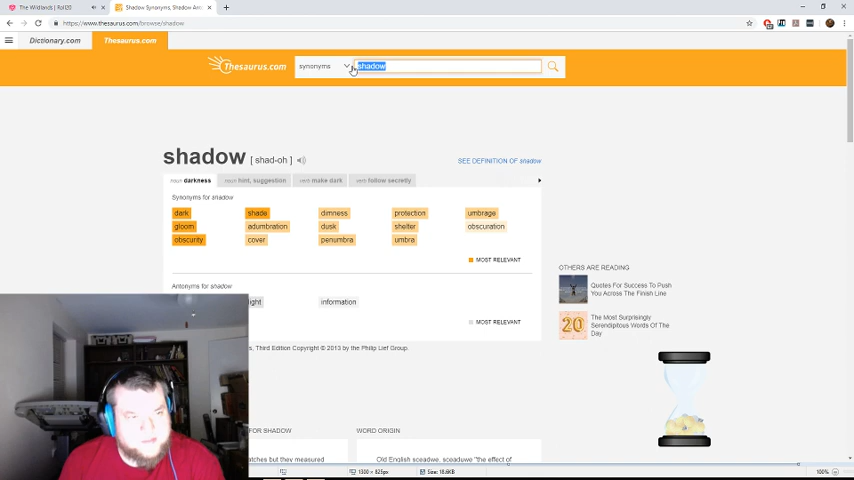 The Wildlands | Roll20
Shadow Synonyms, Shadow Ant
https://www.thesaurus.com/browse/shadow
Dictionary.com
Thesaurus.com
Thesaurus.com
synonyms
shadow
shadow [ shad-oh ]
SEE DEFINITION OF shadow
noun darkness
noun hint, suggestion
verb make dark
verb follow secretly
Synonyms for shadow
dark
shade
dimness
protection
umbrage
gloom
adumbration
dusk
shelter
obscuration
obscurity
cover
penumbra
umbra
MOST RELEVANT
Antonyms for shadow
light
information
MOST RELEVANT
s, Third Edition Copyright © 2013 by the Philip Lief Group.
OTHERS ARE READING
Quotes For Success To Push
You Across The Finish Line
20
The Most Surprisingly
Serendipitous Words Of The
Day
FOR SHADOW
WORD ORIGIN
atches but they measured
Old English sceadwe, sceaduwe "the effect of
1300 × 825px
Size: 18.6KB
100%